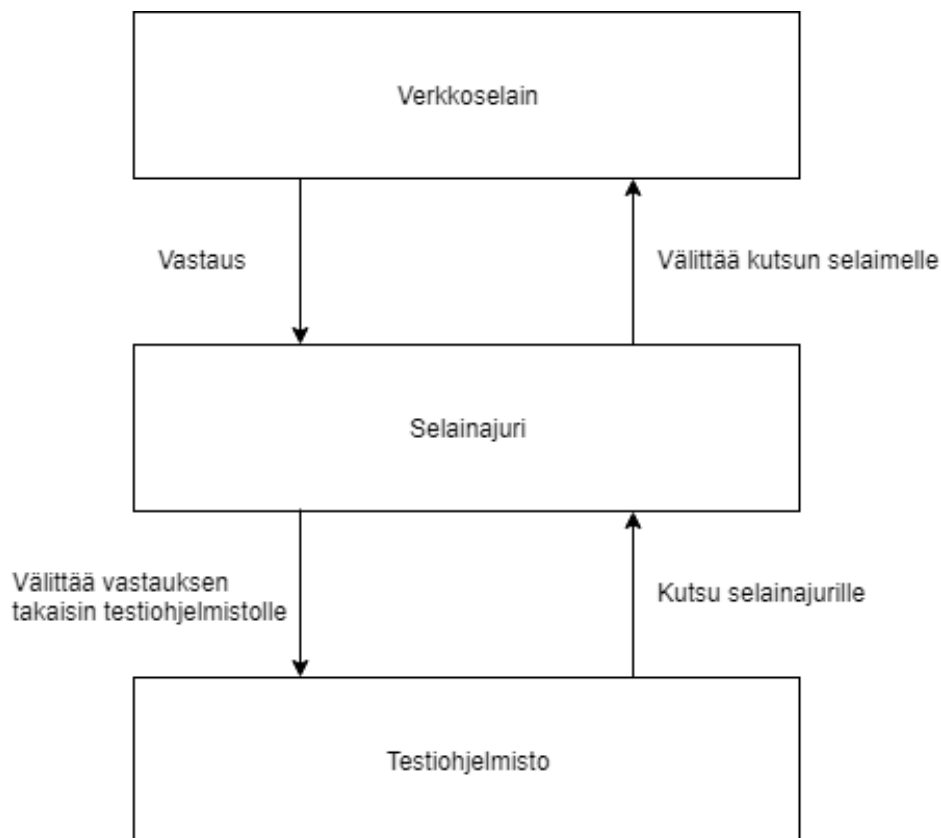 Verkkoselain
Vastaus
Välittää kutsun selaimelle
Selainajuri
Välittää vastauksen
takaisin testiohjelmistolle
Kutsu selainajurille
Testiohjelmisto